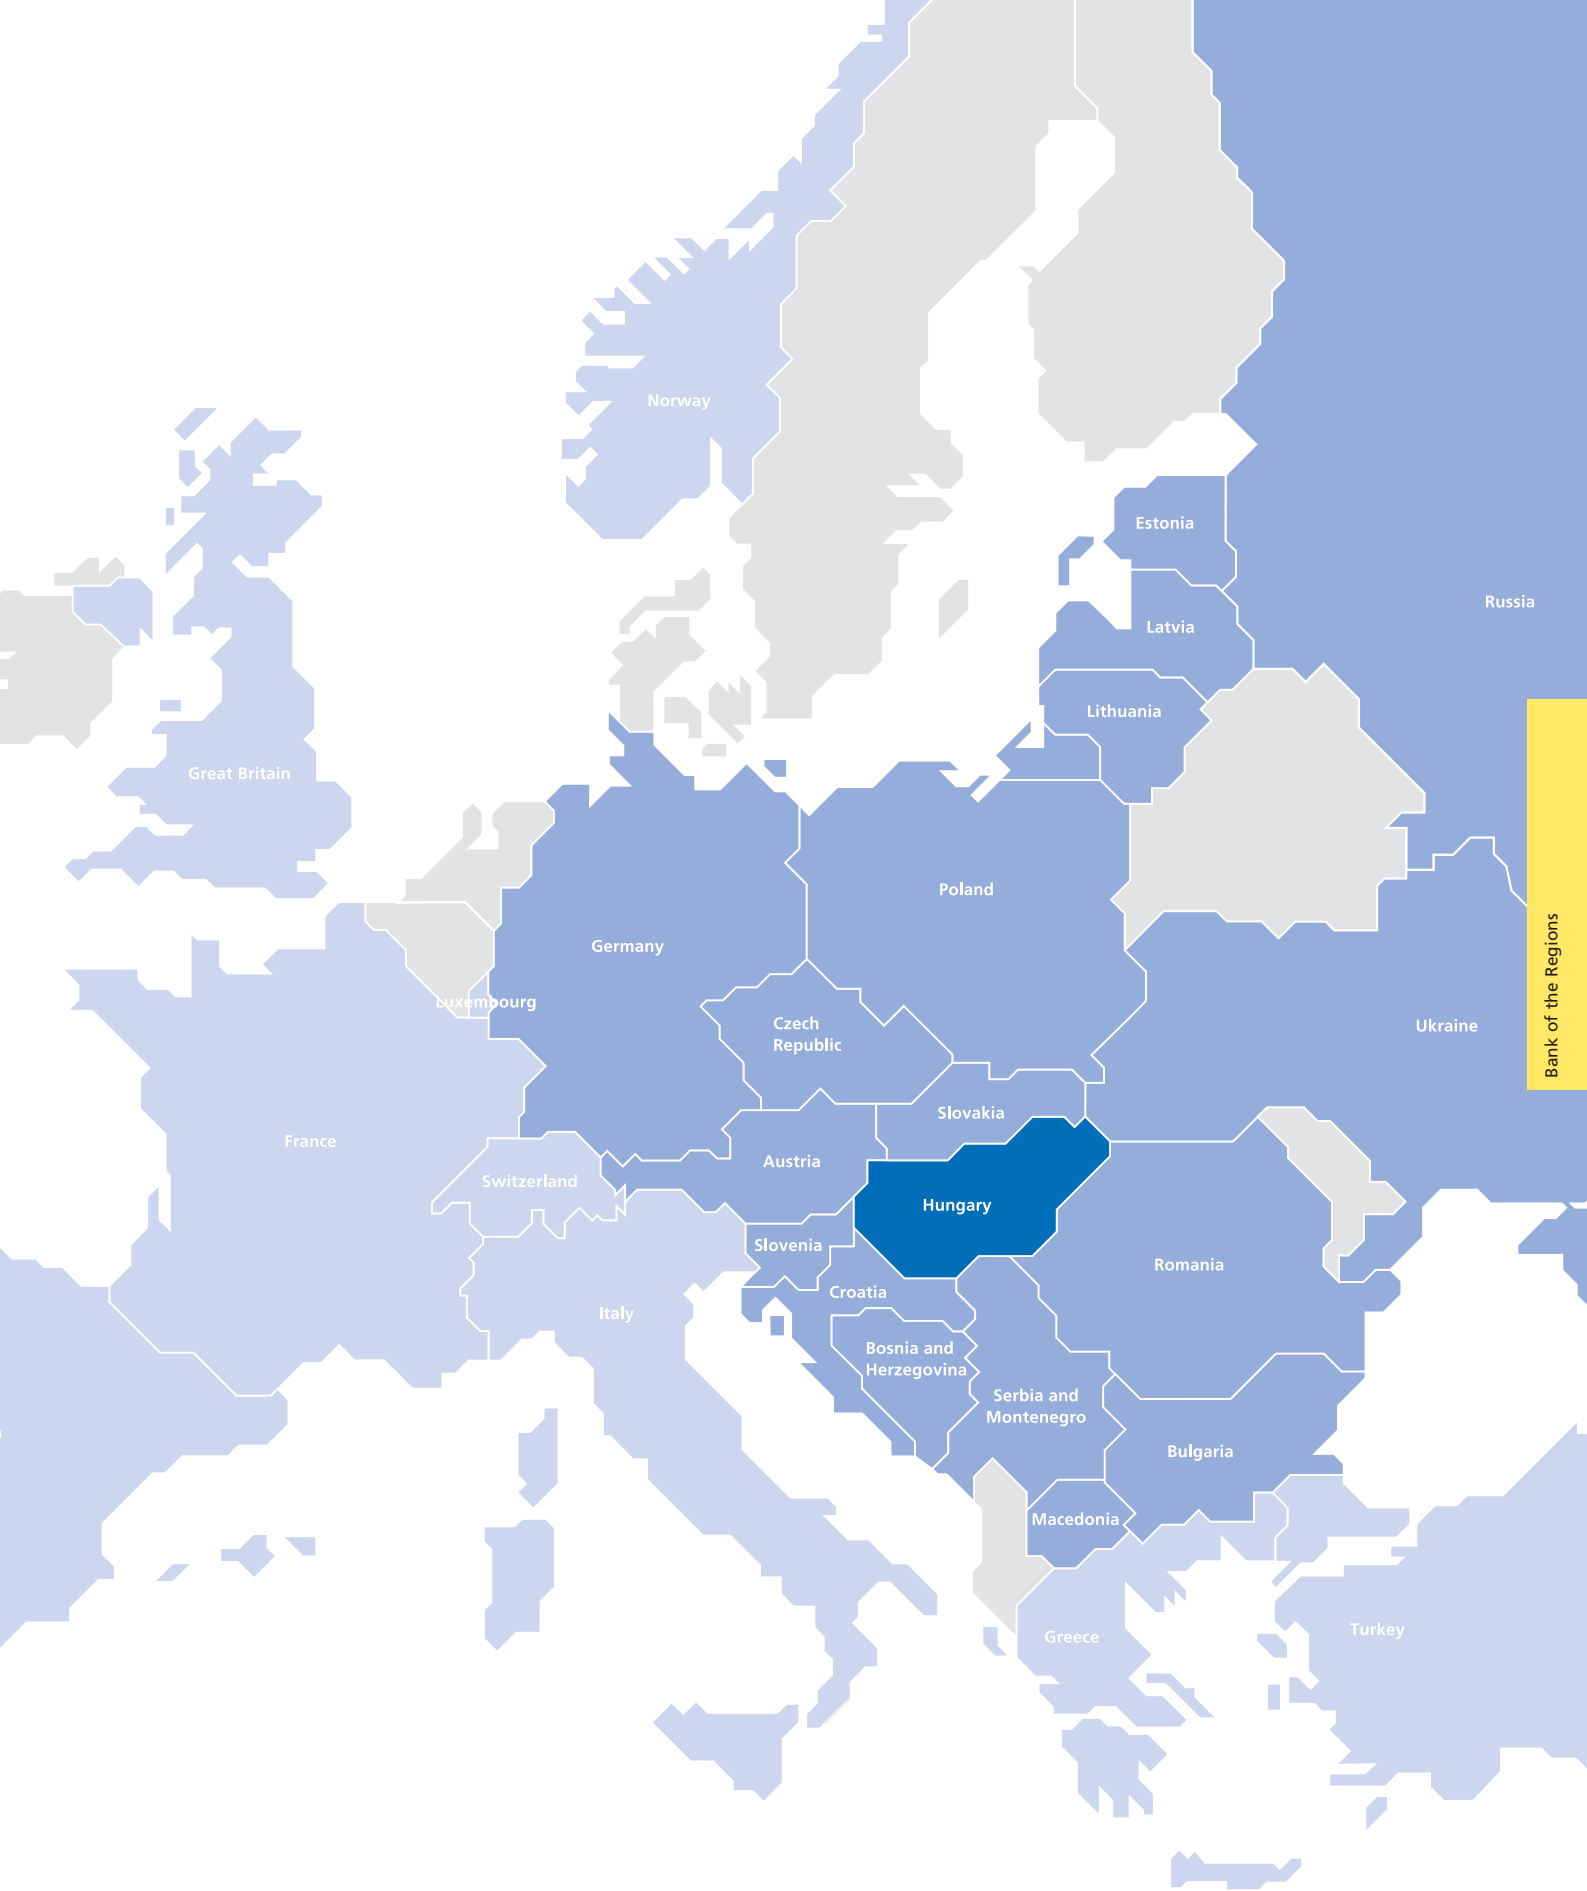 Norway
Estonia
Russia
Latvia
Lithuania
Great Britain
Poland
Germany
Luxembourg
Czech
Republic
Ukraine
Slovakia
France
Austria
Switzerland
Hungary
Slovenia
Romania
Croatia
Italy
Bosnia and
Herzegovina
Serbia and
Montenegro
Bulgaria
Macedonia
Greece
Turkey
Bank of the Regions